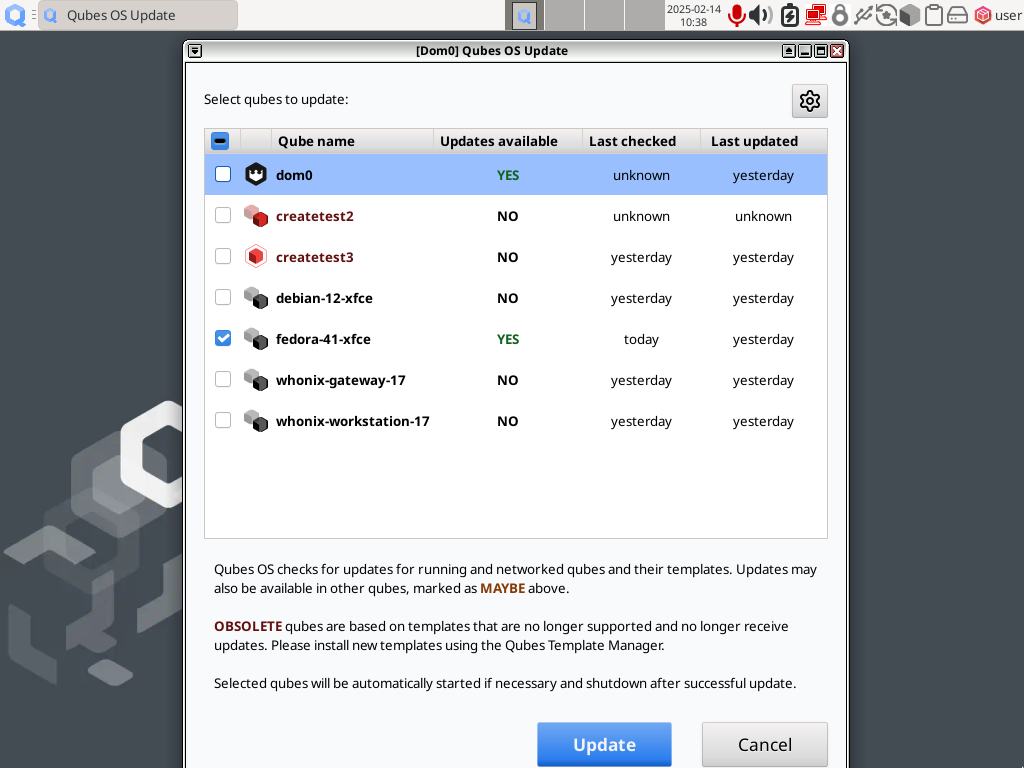 Qubes OS Update
2025-02-14
10:38
user
[Dom0] Qubes OS Update
Select qubes to update:
Qube name Updates available Last checked Last updated
dom0 YES unknown yesterday
createtest2 NO unknown unknown
createtest3 NO yesterday yesterday
debian-12-xfce NO yesterday yesterday
fedora-41-xfce YES today yesterday
whonix-gateway-17 NO yesterday yesterday
whonix-workstation-17 NO yesterday yesterday
Qubes OS checks for updates for running and networked qubes and their templates. Updates may
also be available in other qubes, marked as MAYBE above.
OBSOLETE qubes are based on templates that are no longer supported and no longer receive
updates. Please install new templates using the Qubes Template Manager.
Selected qubes will be automatically started if necessary and shutdown after successful update.
Update Cancel